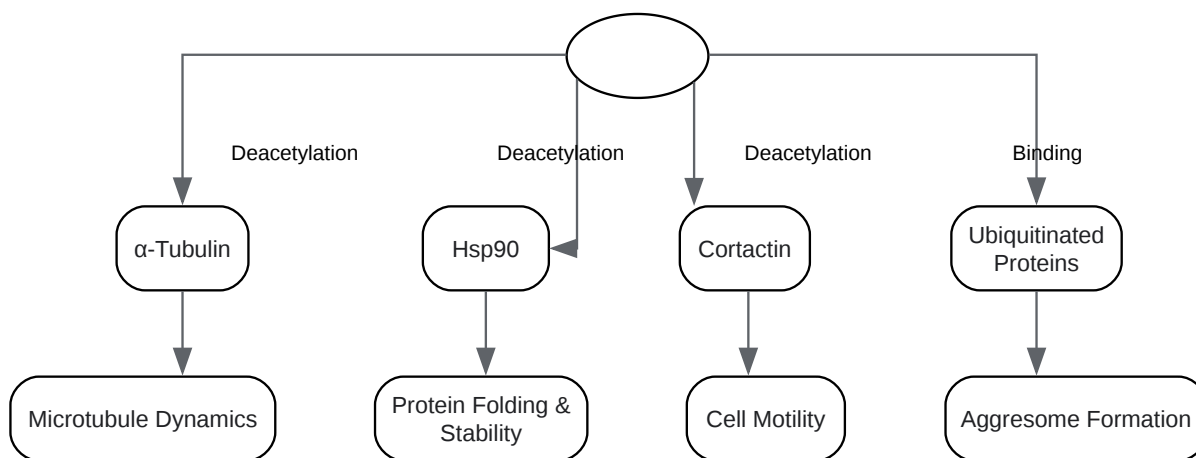 Deacetylation
Deacetylation
Deacetylation
Binding
α-Tubulin
Hsp90
Cortactin
Ubiquitinated
Proteins
Microtubule Dynamics
Protein Folding &
Stability
Cell Motility
Aggresome Formation